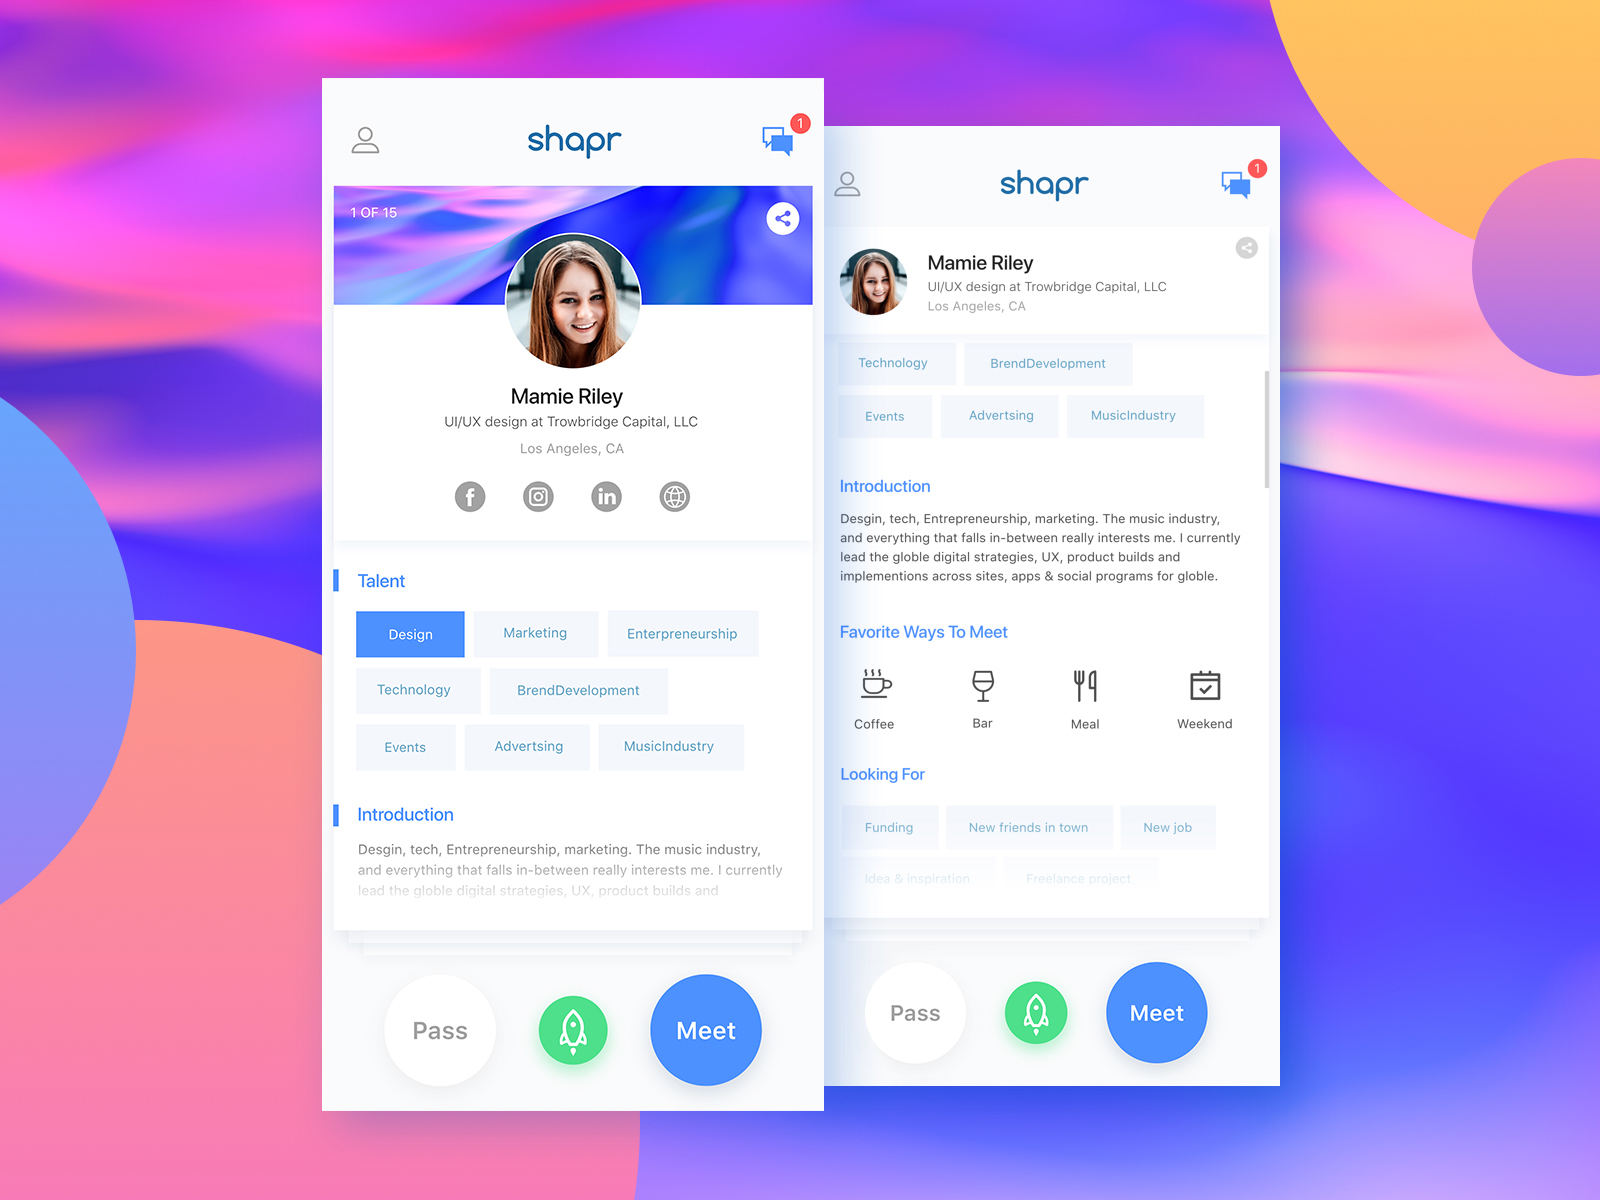 shapr
1
1 OF 15
Mamie Riley
UI/UX design at Trowbridge Capital, LLC
Los Angeles, CA
f
in
Talent
Design
Marketing
Enterpreneurship
Technology
BrendDevelopment
Events
Advertsing
MusicIndustry
Introduction
Desgin, tech, Entrepreneurship, marketing. The music industry,
and everything that falls in-between really interests me. I currently
lead the globle digital strategies, UX, product builds and
Pass
Meet
shapr
1
Mamie Riley
UI/UX design at Trowbridge Capital, LLC
Los Angeles, CA
Technology
BrendDevelopment
Events
Advertsing
MusicIndustry
Introduction
Desgin, tech, Entrepreneurship, marketing. The music industry,
and everything that falls in-between really interests me. I currently
lead the globle digital strategies, UX, product builds and
implementions across sites, apps & social programs for globle.
Favorite Ways To Meet
Coffee
Bar
Meal
Weekend
Looking For
Funding
New friends in town
New job
Idea & inspiration
Freelance project
Pass
Meet